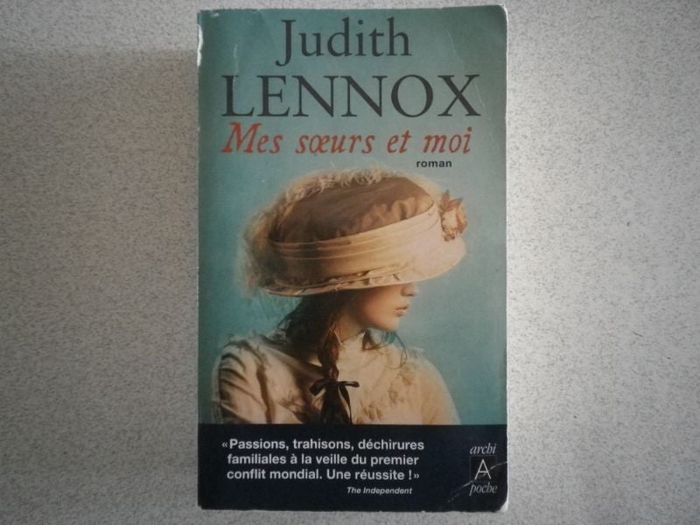 Judith
LENNOX
Mes sœurs et moi
roman
« Passions, trahisons, déchirures
familiales à la veille du premier
conflit mondial. Une réussite ! »
The Independent
archi
A
poche